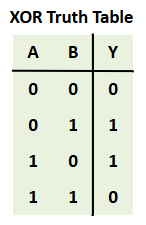 XOR Truth Table
A B Y
0 0 0
0 1 1
1 0 1
1 1 0